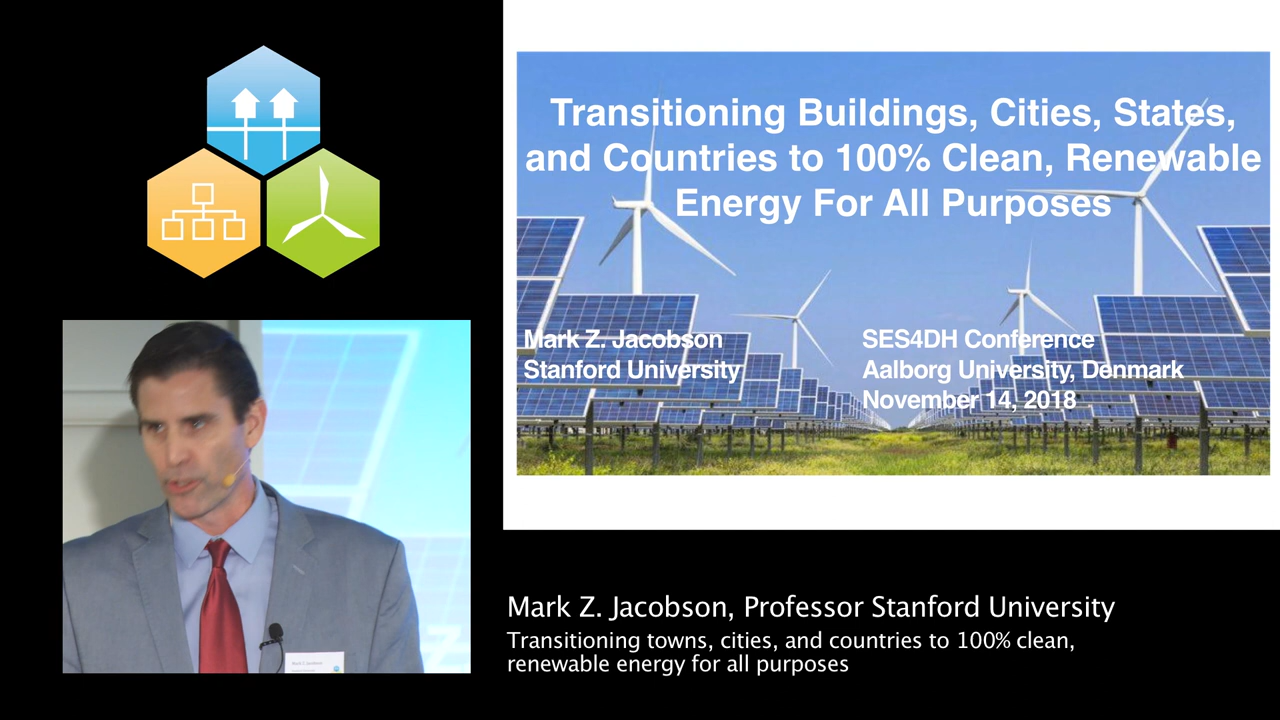 Transitioning Buildings, Cities, States,
and Countries to 100% Clean, Renewable
Energy For All Purposes
Mark Z. Jacobson
Stanford University
SES4DH Conference
Aalborg University, Denmark
November 14, 2018
Mark Z. Jacobson, Professor Stanford University
Transitioning towns, cities, and countries to 100% clean,
renewable energy for all purposes